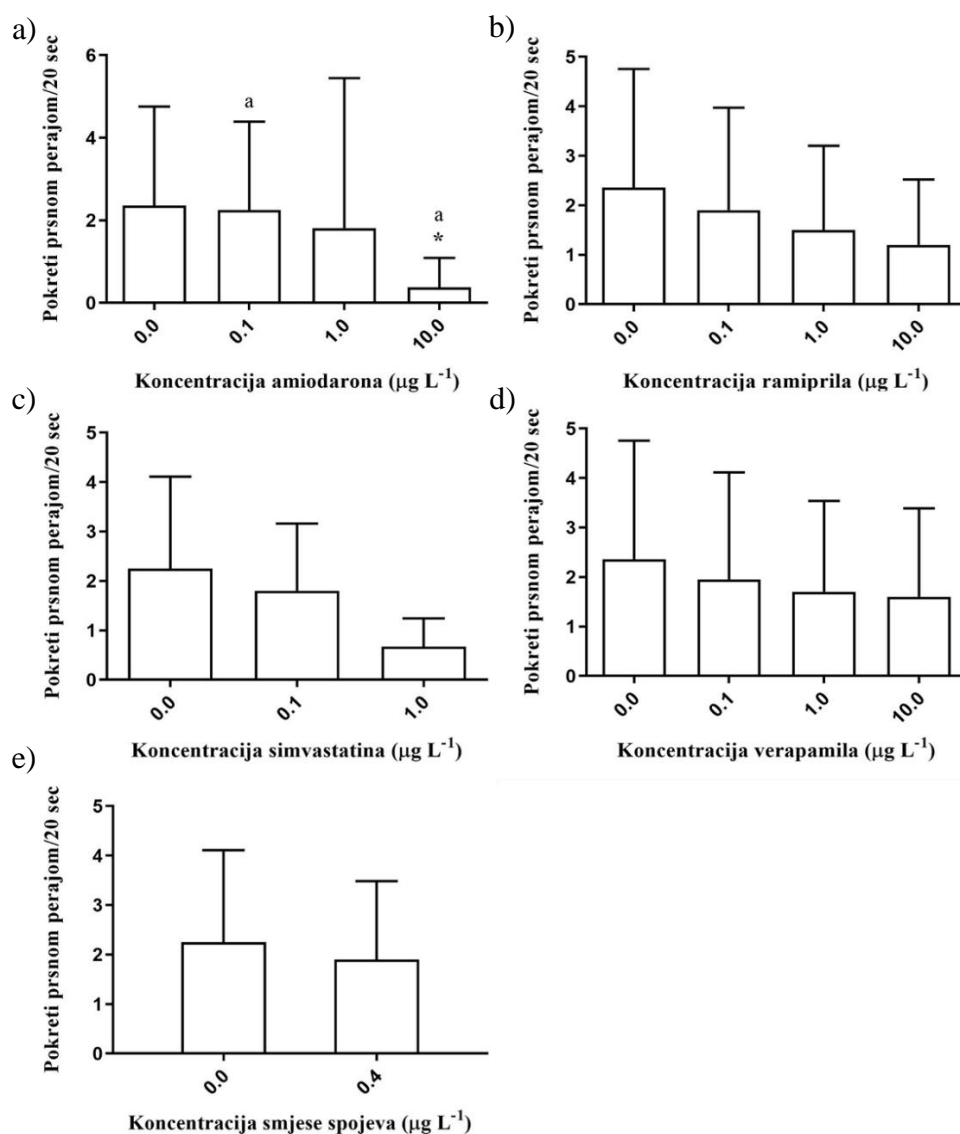 a)
Pokreti prsnom perajom/20 sec
6
4
2
0
a
a
*
0.0
0.1
1.0
10.0
Koncentracija amiodarona (μg L⁻¹)
b)
Pokreti prsnom perajom/20 sec
5
4
3
2
1
0
0.0
0.1
1.0
10.0
Koncentracija ramiprila (μg L⁻¹)
c)
Pokreti prsnom perajom/20 sec
5
4
3
2
1
0
0.0
0.1
1.0
Koncentracija simvastatina (μg L⁻¹)
d)
Pokreti prsnom perajom/20 sec
5
4
3
2
1
0
0.0
0.1
1.0
10.0
Koncentracija verapamila (μg L⁻¹)
e)
Pokreti prsnom perajom/20 sec
5
4
3
2
1
0
0.0
0.4
Koncentracija smjese spojeva (μg L⁻¹)